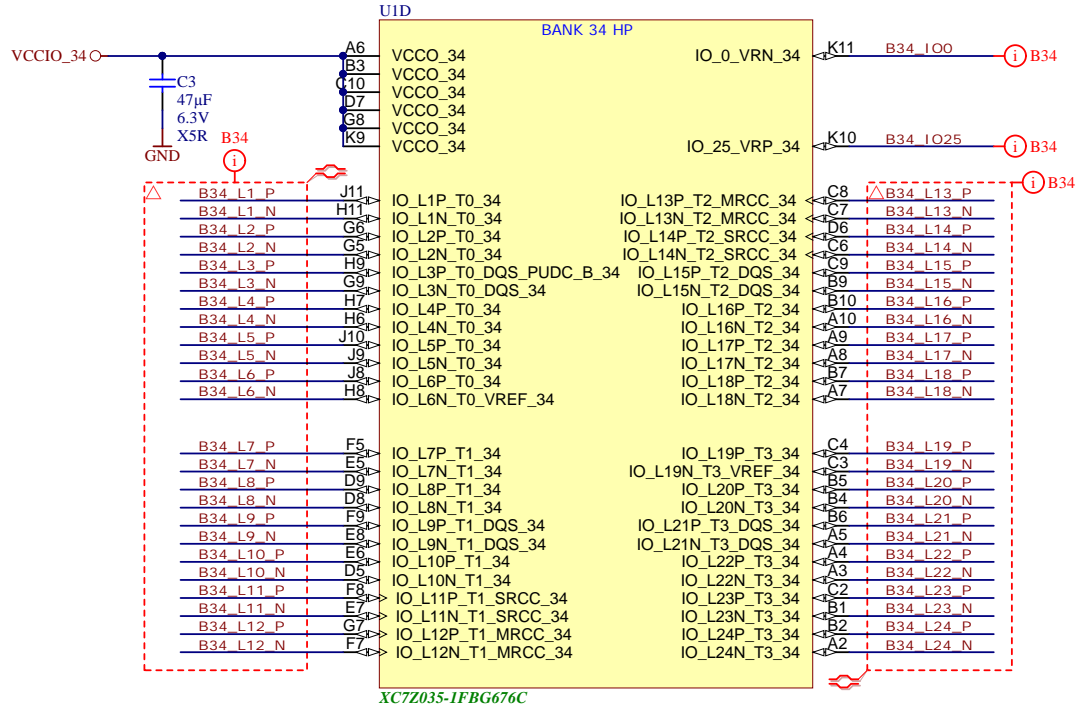 U1D
BANK 34 HP
VCCIO_34
A6 VCCO_34
B3 VCCO_34
C10 VCCO_34
D7 VCCO_34
G8 VCCO_34
K9 VCCO_34
C3
47µF
6.3V
X5R
GND
IO_0_VRN_34 K11 B34_IO0 i B34
IO_25_VRP_34 K10 B34_IO25 i B34
B34
i
i B34
B34_L1_P J11 IO_L1P_T0_34
B34_L1_N H11 IO_L1N_T0_34
B34_L2_P G6 IO_L2P_T0_34
B34_L2_N G5 IO_L2N_T0_34
B34_L3_P H9 IO_L3P_T0_DQS_PUDC_B_34
B34_L3_N G9 IO_L3N_T0_DQS_34
B34_L4_P H7 IO_L4P_T0_34
B34_L4_N H6 IO_L4N_T0_34
B34_L5_P J10 IO_L5P_T0_34
B34_L5_N J9 IO_L5N_T0_34
B34_L6_P J8 IO_L6P_T0_34
B34_L6_N H8 IO_L6N_T0_VREF_34
B34_L7_P F5 IO_L7P_T1_34
B34_L7_N E5 IO_L7N_T1_34
B34_L8_P D9 IO_L8P_T1_34
B34_L8_N D8 IO_L8N_T1_34
B34_L9_P F9 IO_L9P_T1_DQS_34
B34_L9_N E8 IO_L9N_T1_DQS_34
B34_L10_P E6 IO_L10P_T1_34
B34_L10_N D5 IO_L10N_T1_34
B34_L11_P F8 IO_L11P_T1_SRCC_34
B34_L11_N E7 IO_L11N_T1_SRCC_34
B34_L12_P G7 IO_L12P_T1_MRCC_34
B34_L12_N F7 IO_L12N_T1_MRCC_34
IO_L13P_T2_MRCC_34 C8 B34_L13_P
IO_L13N_T2_MRCC_34 C7 B34_L13_N
IO_L14P_T2_SRCC_34 D6 B34_L14_P
IO_L14N_T2_SRCC_34 C6 B34_L14_N
IO_L15P_T2_DQS_34 C9 B34_L15_P
IO_L15N_T2_DQS_34 B9 B34_L15_N
IO_L16P_T2_34 B10 B34_L16_P
IO_L16N_T2_34 A10 B34_L16_N
IO_L17P_T2_34 A9 B34_L17_P
IO_L17N_T2_34 A8 B34_L17_N
IO_L18P_T2_34 B7 B34_L18_P
IO_L18N_T2_34 A7 B34_L18_N
IO_L19P_T3_34 C4 B34_L19_P
IO_L19N_T3_VREF_34 C3 B34_L19_N
IO_L20P_T3_34 B5 B34_L20_P
IO_L20N_T3_34 B4 B34_L20_N
IO_L21P_T3_DQS_34 B6 B34_L21_P
IO_L21N_T3_DQS_34 A5 B34_L21_N
IO_L22P_T3_34 A4 B34_L22_P
IO_L22N_T3_34 A3 B34_L22_N
IO_L23P_T3_34 C2 B34_L23_P
IO_L23N_T3_34 B1 B34_L23_N
IO_L24P_T3_34 B2 B34_L24_P
IO_L24N_T3_34 A2 B34_L24_N
XC7Z035-1FBG676C